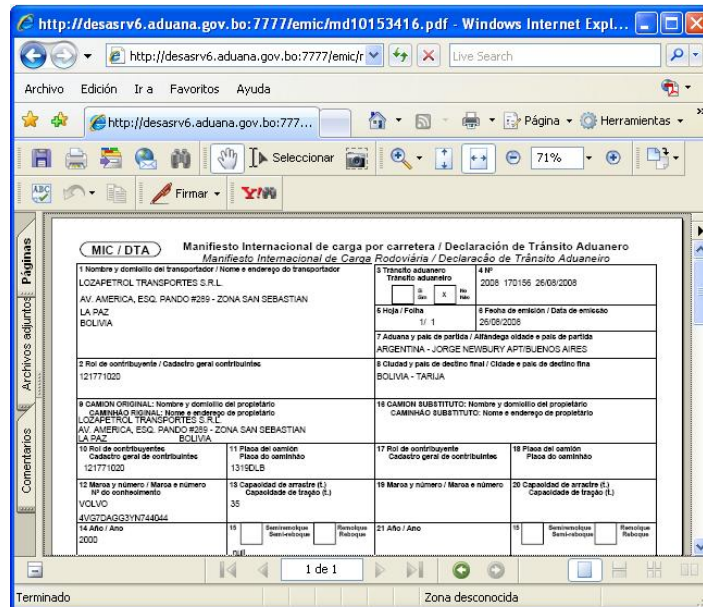 http://desasrv6.aduana.gov.bo:7777/emic/md10153416.pdf - Windows Internet Expl...
http://desasrv6.aduana.gov.bo:7777/emic/r
Live Search
Archivo Edición Ir a Favoritos Ayuda
http://desasrv6.aduana.gov.bo:777...
Página Herramientas
Seleccionar
71%
Firmar
Y!
Páginas
Archivos adjuntos
Comentarios
MIC / DTA
Manifiesto Internacional de carga por carretera / Declaración de Tránsito Aduanero
Manifiesto Internacional de Carga Rodoviária / Declaração de Trânsito Aduaneiro
1 Nombre y domicilio del transportador / Nome e endereço do transportador
LOZAPETROL TRANSPORTES S.R.L.
AV. AMERICA, ESQ. PANDO #289 - ZONA SAN SEBASTIAN
LA PAZ
BOLIVIA
3 Tránsito aduanero
Trânsito aduaneiro
Si
Sim
X
No
Não
4 Nº
2008 170156 26/08/2008
5 Hoja / Folha
1/ 1
6 Fecha de emisión / Data de emissão
26/08/2008
7 Aduana y país de partida / Alfândega cidade e país de partida
ARGENTINA - JORGE NEWBURY APT/BUENOS AIRES
2 Rol de contribuyente / Cadastro geral contribuintes
121771020
8 Ciudad y país de destino final / Cidade e país de destino fina
BOLIVIA - TARIJA
9 CAMION ORIGINAL: Nombre y domicilio del propietario
CAMINHÃO RIGINAL: Nome e endereço de propietário
LOZAPETROL TRANSPORTES S.R.L.
AV. AMERICA, ESQ. PANDO #289 - ZONA SAN SEBASTIAN
LA PAZ BOLIVIA
16 CAMION SUBSTITUTO: Nombre y domicilio del propietario
CAMINHÃO SUBSTITUTO: Nome e endereço de propietário
10 Rol de contribuyentes
Cadastro geral de contribuintes
121771020
11 Placa del camión
Placa do caminhão
1319DLB
17 Rol de contribuyente
Cadastro geral de contribuintes
18 Placa del camión
Placa do caminhão
12 Marca y número / Marca e número
Nº do conhecimento
VOLVO
4VG7DAGG3YN744044
13 Capacidad de arrastre (t.)
Capacidade de tração (t.)
35
19 Marca y número / Marca e número
20 Capacidad de arrastre (t.)
Capacidade de tração (t.)
14 Año / Ano
2000
15
Semirremolque
Semi-reboque
Remolque
Reboque
null
21 Año / Ano
Semirremolque
Semi-reboque
Remolque
Reboque
1 de 1
Terminado
Zona desconocida